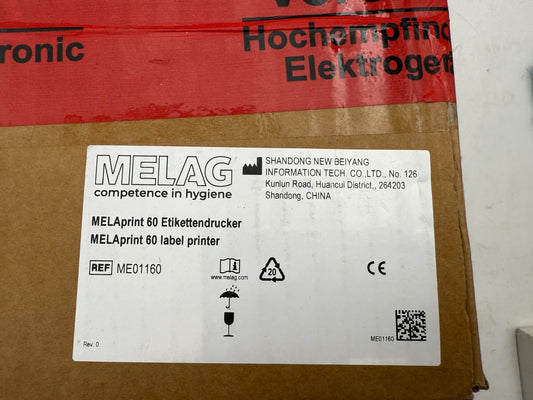 ronic
Hochempfind
Elektroger
MELAG
competence in hygiene
SHANDONG NEW BEIYANG
INFORMATION TECH. CO.,LTD., No. 126
Kunlun Road, Huancui District,, 264203
Shandong, CHINA
MELAprint 60 Etikettendrucker
MELAprint 60 label printer
REF ME01160
www.melag.com
20
CE
Rev. 0
ME01160